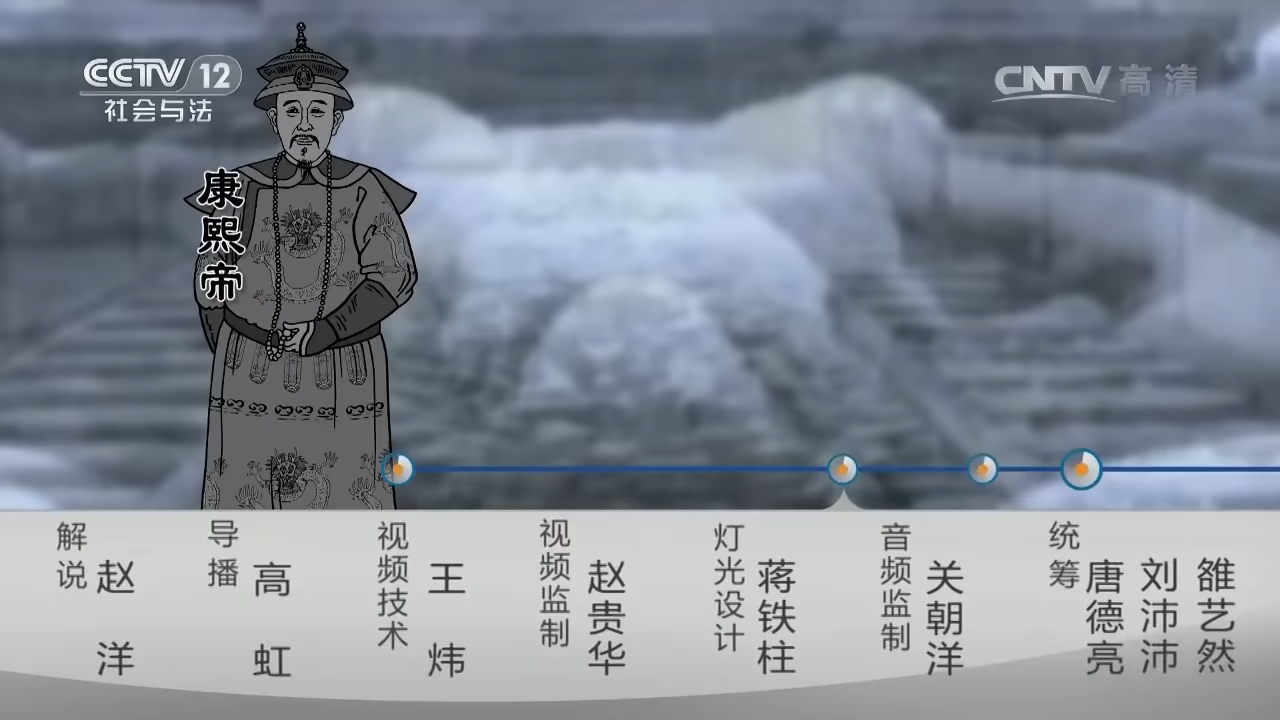 CCTV 12
社会与法
CNTV 高清
康熙帝
解说
赵洋
导播
高虹
视频技术
王炜
视频监制
赵贵华
灯光设计
蒋铁柱
音频监制
关朝洋
统筹
唐德亮
刘沛沛
雒艺然